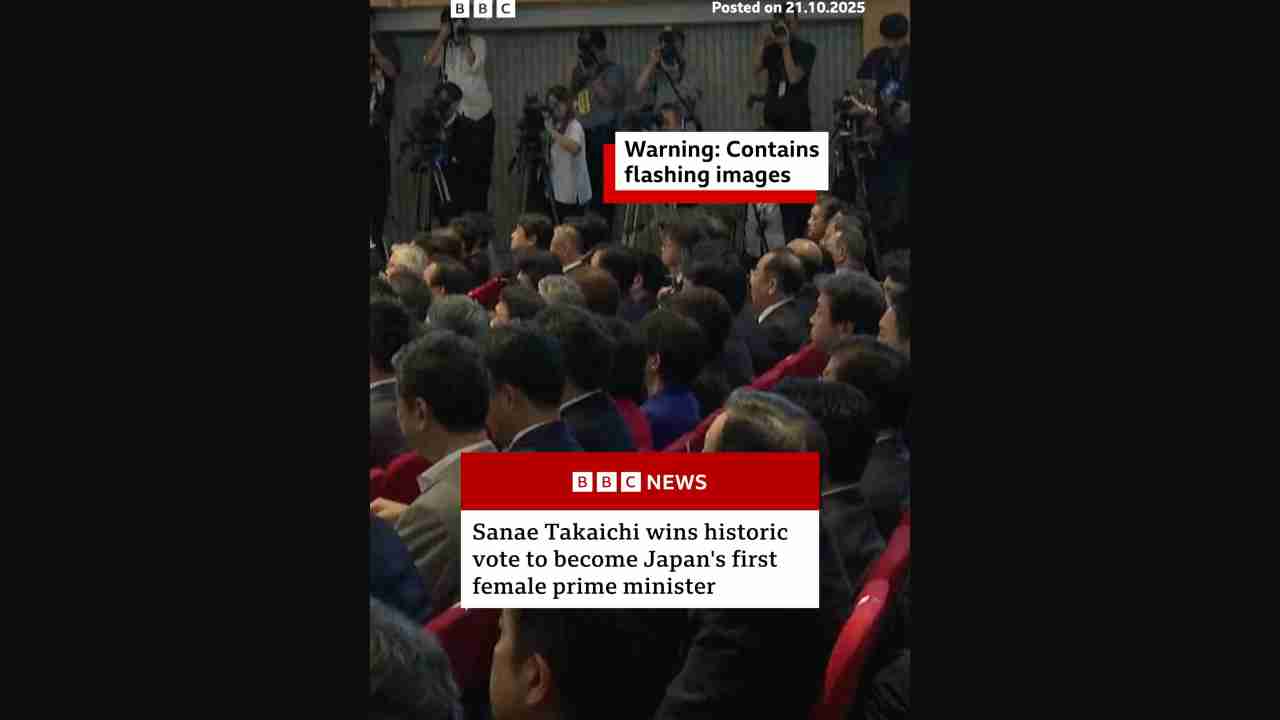 BBC
Posted on 21.10.2025
Warning: Contains
flashing images
BBC NEWS
Sanae Takaichi wins historic
vote to become Japan's first
female prime minister